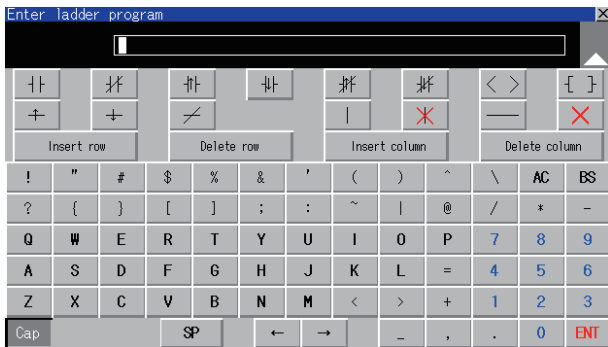 Enter ladder program ×
< > { }
Insert row Delete row Insert column Delete column
! " # $ % & ' ( ) ^ \ AC BS
? { } [ ] ; : ~ | @ / * -
Q W E R T Y U I O P 7 8 9
A S D F G H J K L = 4 5 6
Z X C V B N M < > + 1 2 3
Cap SP ← → _ , . 0 ENT